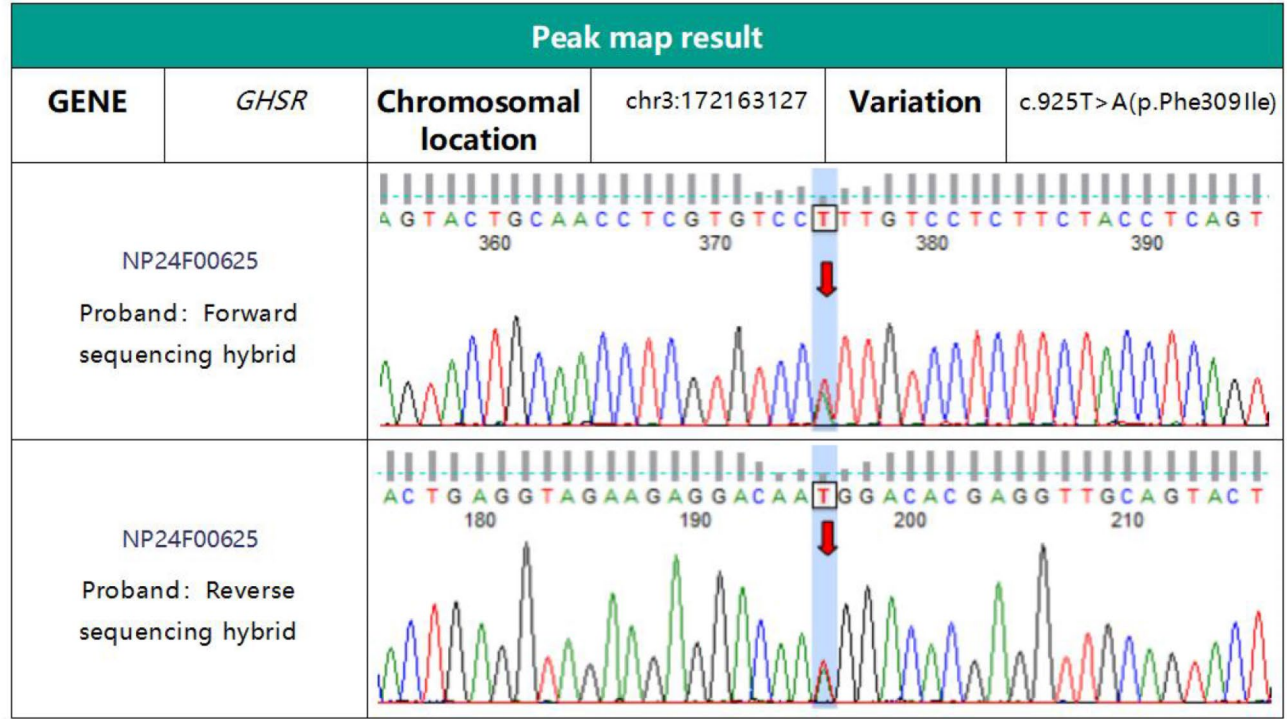 Peak map result
GENE
GHSR
Chromosomal
location
chr3:172163127
Variation
c.925T>A(p.Phe309Ile)
NP24F00625
Proband: Forward
sequencing hybrid
A G T A C T G C A A C C T C G T G T C C T T T G T C C T C T T C T A C C T C A G T
360 370 380 390
NP24F00625
Proband: Reverse
sequencing hybrid
A C T G A G G T A G A A G A G G A C A A T G G A C A C G A G G T T G C A G T A C T
180 190 200 210